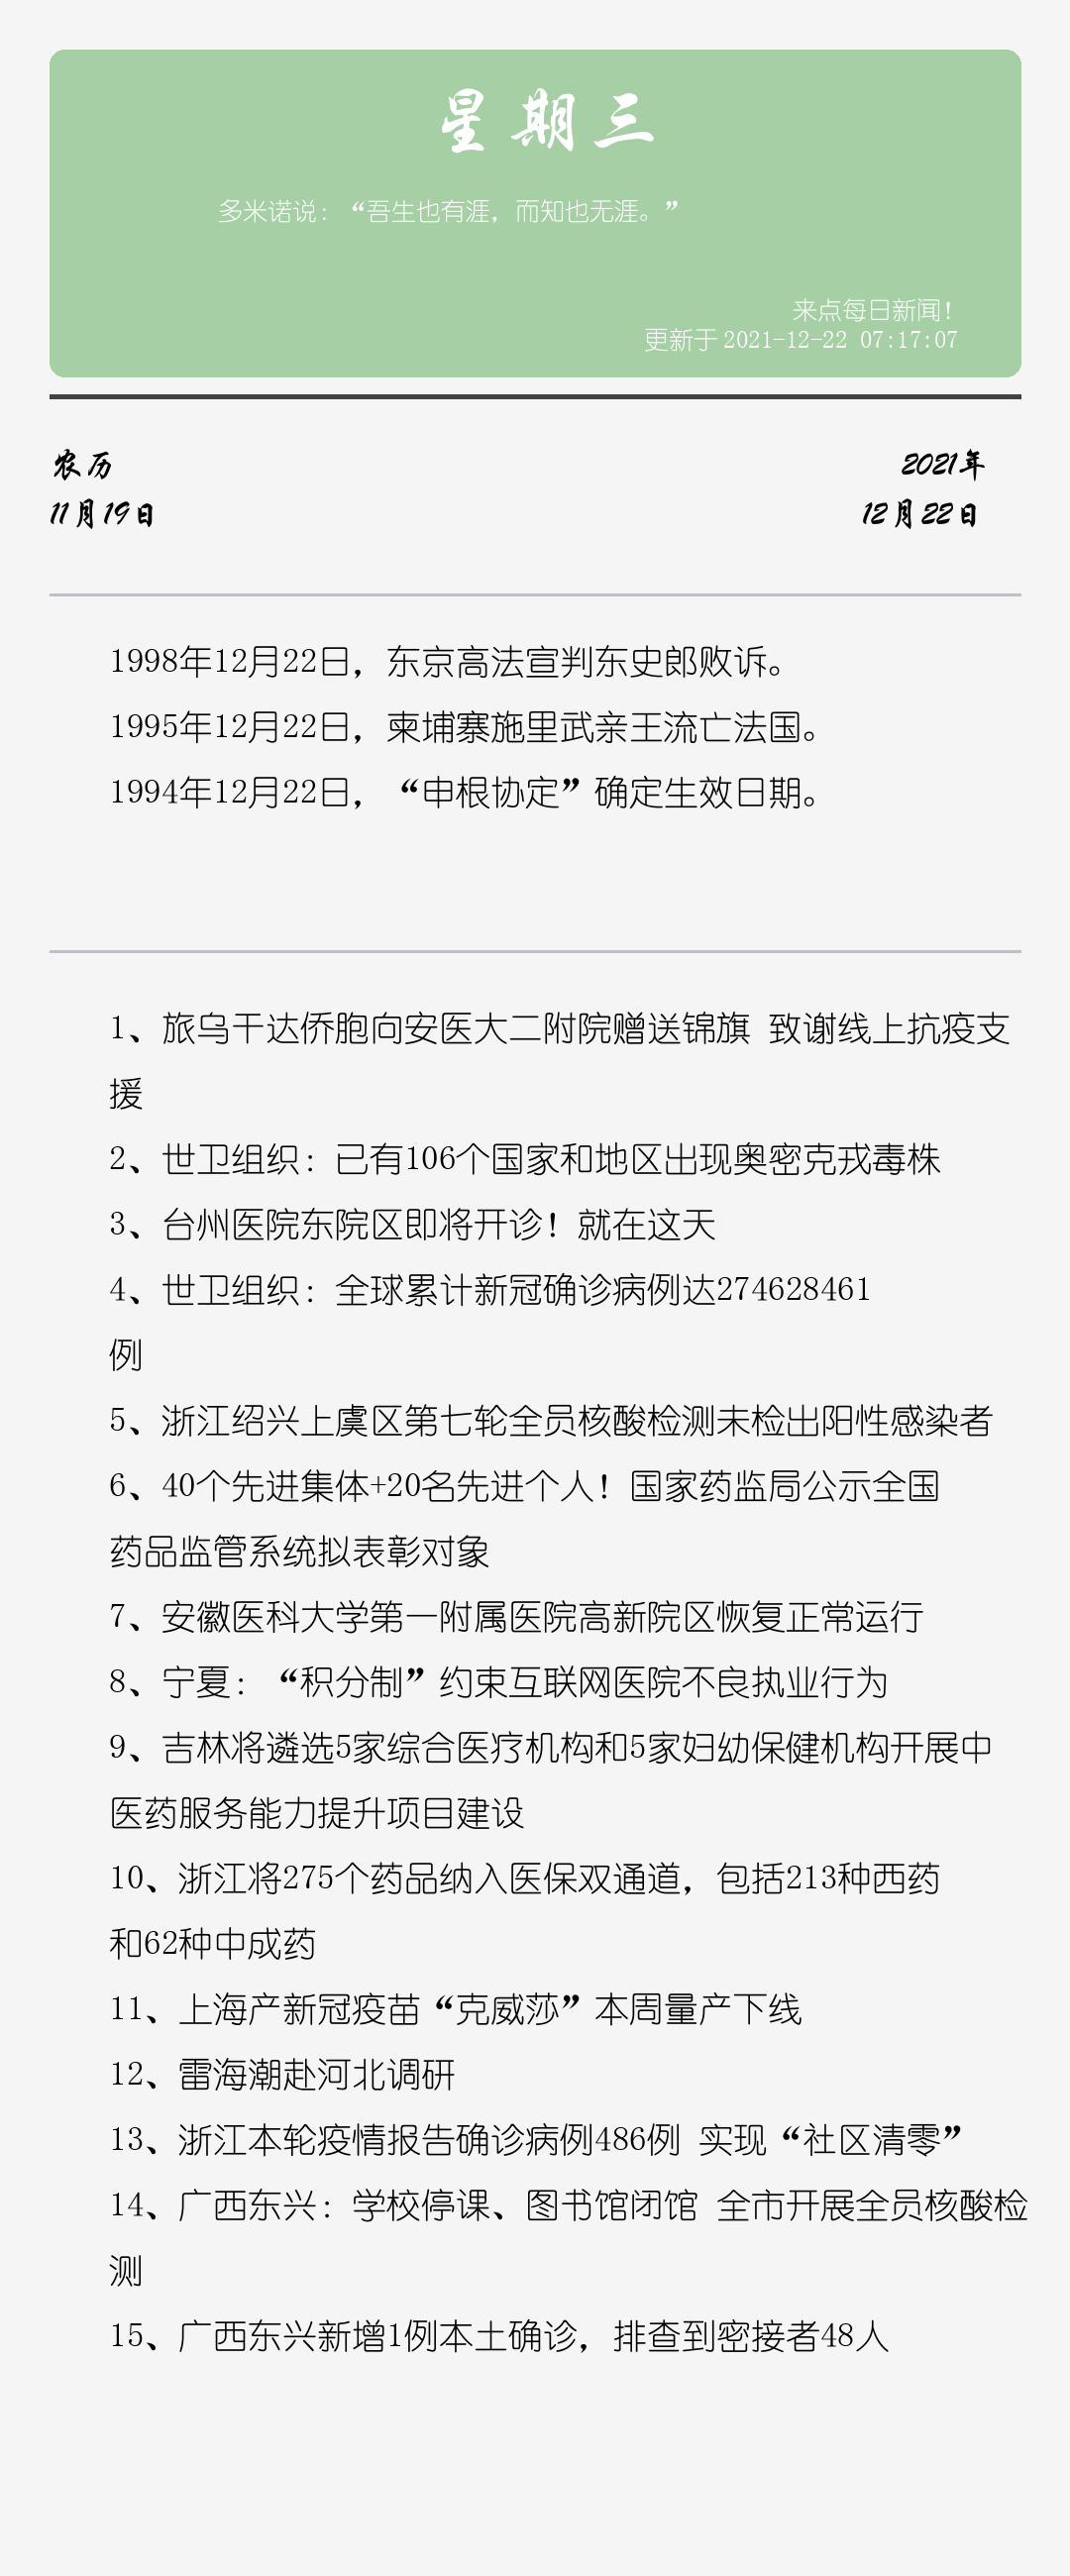 星期三
多米诺说：“吾生也有涯，而知也无涯。”
来点每日新闻！
更新于 2021-12-22 07:17:07
农历
2021年
11月19日
12月22日
1998年12月22日，东京高法宣判东史郎败诉。
1995年12月22日，柬埔寨施里武亲王流亡法国。
1994年12月22日，“申根协定”确定生效日期。
1、旅乌干达侨胞向安医大二附院赠送锦旗 致谢线上抗疫支
援
2、世卫组织：已有106个国家和地区出现奥密克戎毒株
3、台州医院东院区即将开诊！就在这天
4、世卫组织：全球累计新冠确诊病例达274628461
例
5、浙江绍兴上虞区第七轮全员核酸检测未检出阳性感染者
6、40个先进集体+20名先进个人！国家药监局公示全国
药品监管系统拟表彰对象
7、安徽医科大学第一附属医院高新院区恢复正常运行
8、宁夏：“积分制”约束互联网医院不良执业行为
9、吉林将遴选5家综合医疗机构和5家妇幼保健机构开展中
医药服务能力提升项目建设
10、浙江将275个药品纳入医保双通道，包括213种西药
和62种中成药
11、上海产新冠疫苗“克威莎”本周量产下线
12、雷海潮赴河北调研
13、浙江本轮疫情报告确诊病例486例 实现“社区清零”
14、广西东兴：学校停课、图书馆闭馆 全市开展全员核酸检
测
15、广西东兴新增1例本土确诊，排查到密接者48人